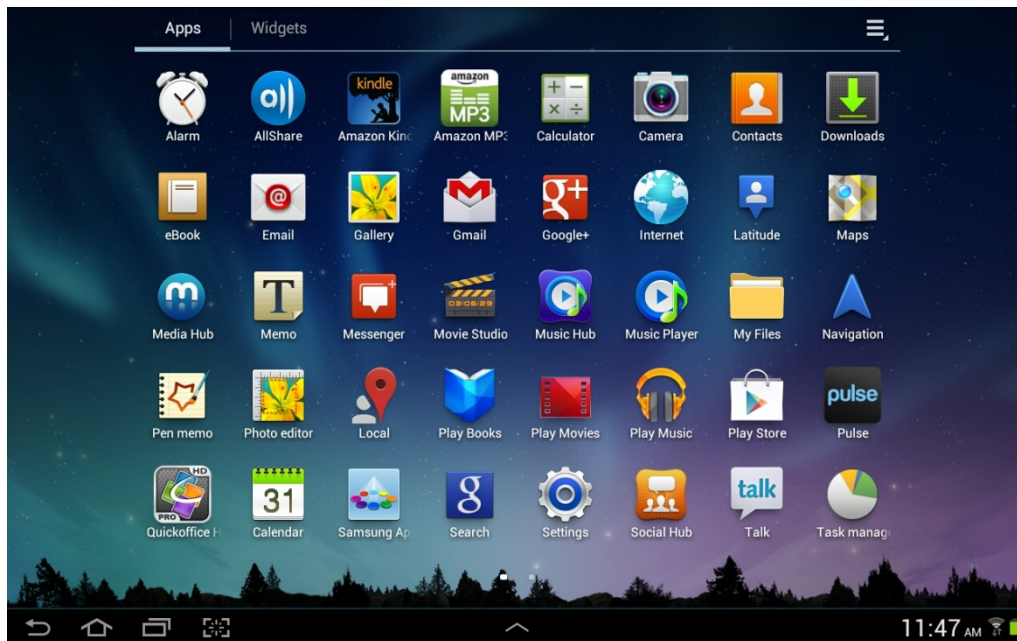 Apps Widgets
kindle amazon MP3
Alarm AllShare Amazon Kinc Amazon MP3 Calculator Camera Contacts Downloads
eBook Email Gallery Gmail Google+ Internet Latitude Maps
03:06:29
Media Hub Memo Messenger Movie Studio Music Hub Music Player My Files Navigation
pulse
Pen memo Photo editor Local Play Books Play Movies Play Music Play Store Pulse
HD PRO 31 talk
Quickoffice H Calendar Samsung Ap Search Settings Social Hub Talk Task manag
11:47 AM